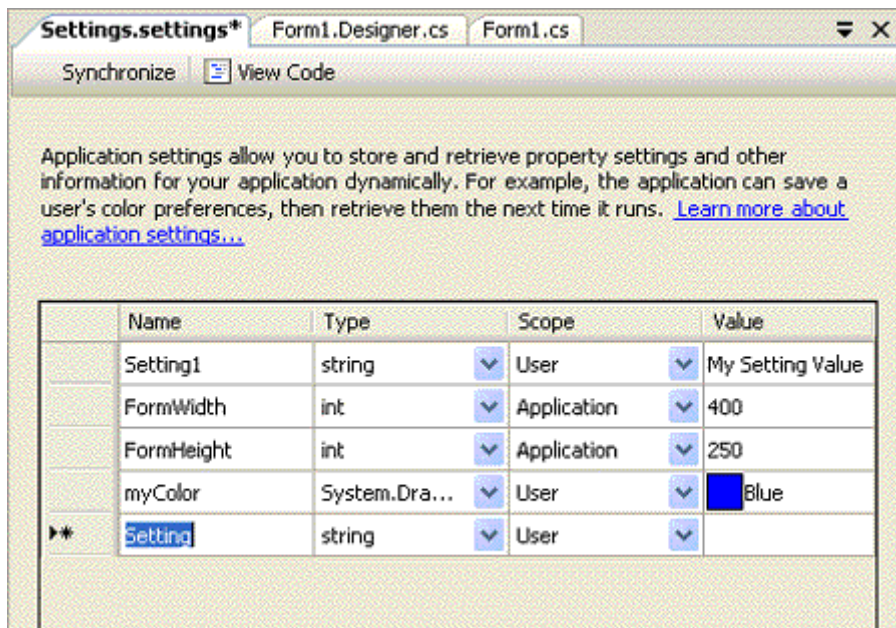 Settings.settings* Form1.Designer.cs Form1.cs
Synchronize View Code
Application settings allow you to store and retrieve property settings and other
information for your application dynamically. For example, the application can save a
user's color preferences, then retrieve them the next time it runs. Learn more about
application settings...
Name Type Scope Value
Setting1 string User My Setting Value
FormWidth int Application 400
FormHeight int Application 250
myColor System.Dra... User Blue
Setting string User